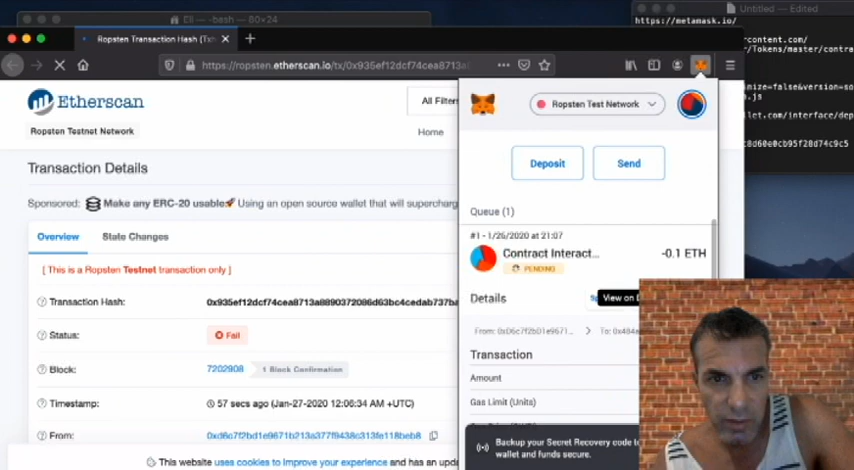 Eli — -bash — 80×24
Untitled — Edited
https://metamask.io/
Ropsten Transaction Hash (Txh
rcontent.com/
/Tokens/master/contra
https://ropsten.etherscan.io/tx/0x935ef12dcf74cea8713a
nimize=false&version=so
n.js
Etherscan
All Filters
Ropsten Test Network
llet.com/interface/dep
Ropsten Testnet Network
Home
c8d60e0cb95f28d74c9c5
Transaction Details
Deposit
Send
Sponsored: Make any ERC-20 usable🚀 Using an open source wallet that will supercharg
Queue (1)
Overview
State Changes
#1 - 1/26/2020 at 21:07
Contract Interact...
-0.1 ETH
PENDING
[ This is a Ropsten Testnet transaction only ]
Transaction Hash:
Details
View on
Status:
Fail
From: 0xD6c7f2b01e9671...
To: 0x484a
Transaction
Block:
7202908
1 Block Confirmation
Amount
Timestamp:
57 secs ago (Jan-27-2020 12:06:34 AM +UTC)
Gas Limit (Units)
From:
0xd6c7f2bd1e9671b213a377f9438c313fe118beb8
Backup your Secret Recovery code to
wallet and funds secure.
This website uses cookies to improve your experience and has an upda